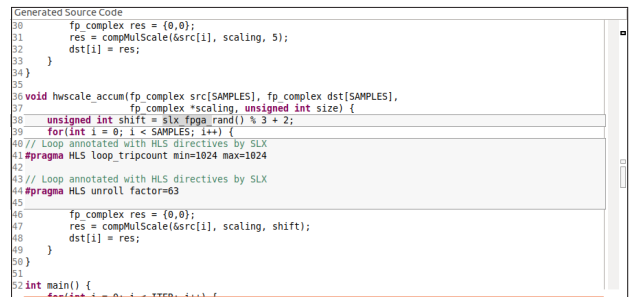 Generated Source Code
30 fp_complex res = {0,0};
31 res = compMulScale(&src[i], scaling, 5);
32 dst[i] = res;
33 }
34 }
35
36 void hwscale_accum(fp_complex src[SAMPLES], fp_complex dst[SAMPLES],
37 fp_complex *scaling, unsigned int size) {
38 unsigned int shift = slx_fpga_rand() % 3 + 2;
39 for(int i = 0; i < SAMPLES; i++) {
40 // Loop annotated with HLS directives by SLX
41 #pragma HLS loop_tripcount min=1024 max=1024
42
43 // Loop annotated with HLS directives by SLX
44 #pragma HLS unroll factor=63
45
46 fp_complex res = {0,0};
47 res = compMulScale(&src[i], scaling, shift);
48 dst[i] = res;
49 }
50 }
51
52 int main() {
for(int i = 0; i < ITER; i++) {